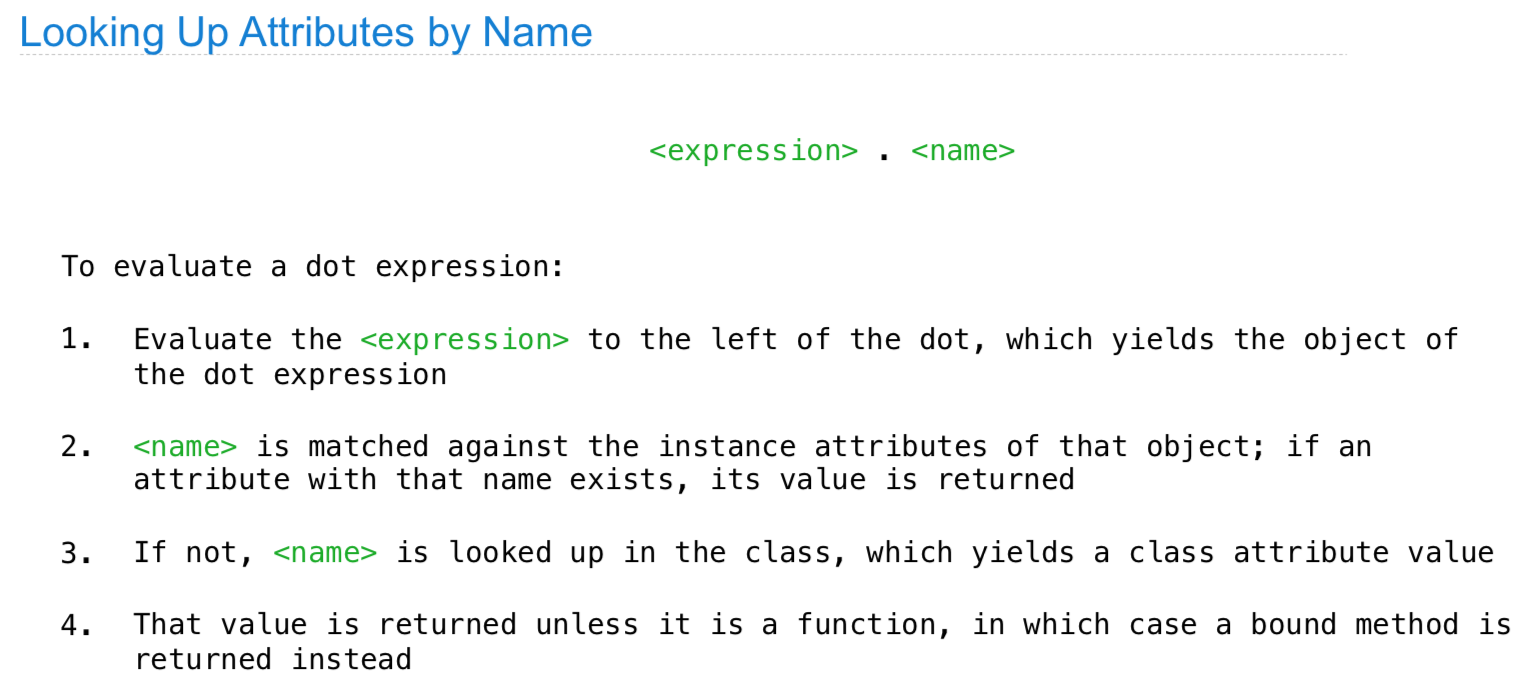 Looking Up Attributes by Name
<expression> . <name>
To evaluate a dot expression:
1. Evaluate the <expression> to the left of the dot, which yields the object of
the dot expression
2. <name> is matched against the instance attributes of that object; if an
attribute with that name exists, its value is returned
3. If not, <name> is looked up in the class, which yields a class attribute value
4. That value is returned unless it is a function, in which case a bound method is
returned instead